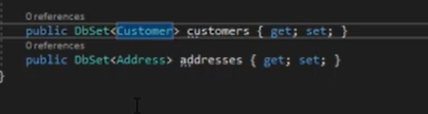 0 references
public DbSet<Customer> customers { get; set; }
0 references
public DbSet<Address> addresses { get; set; }
}